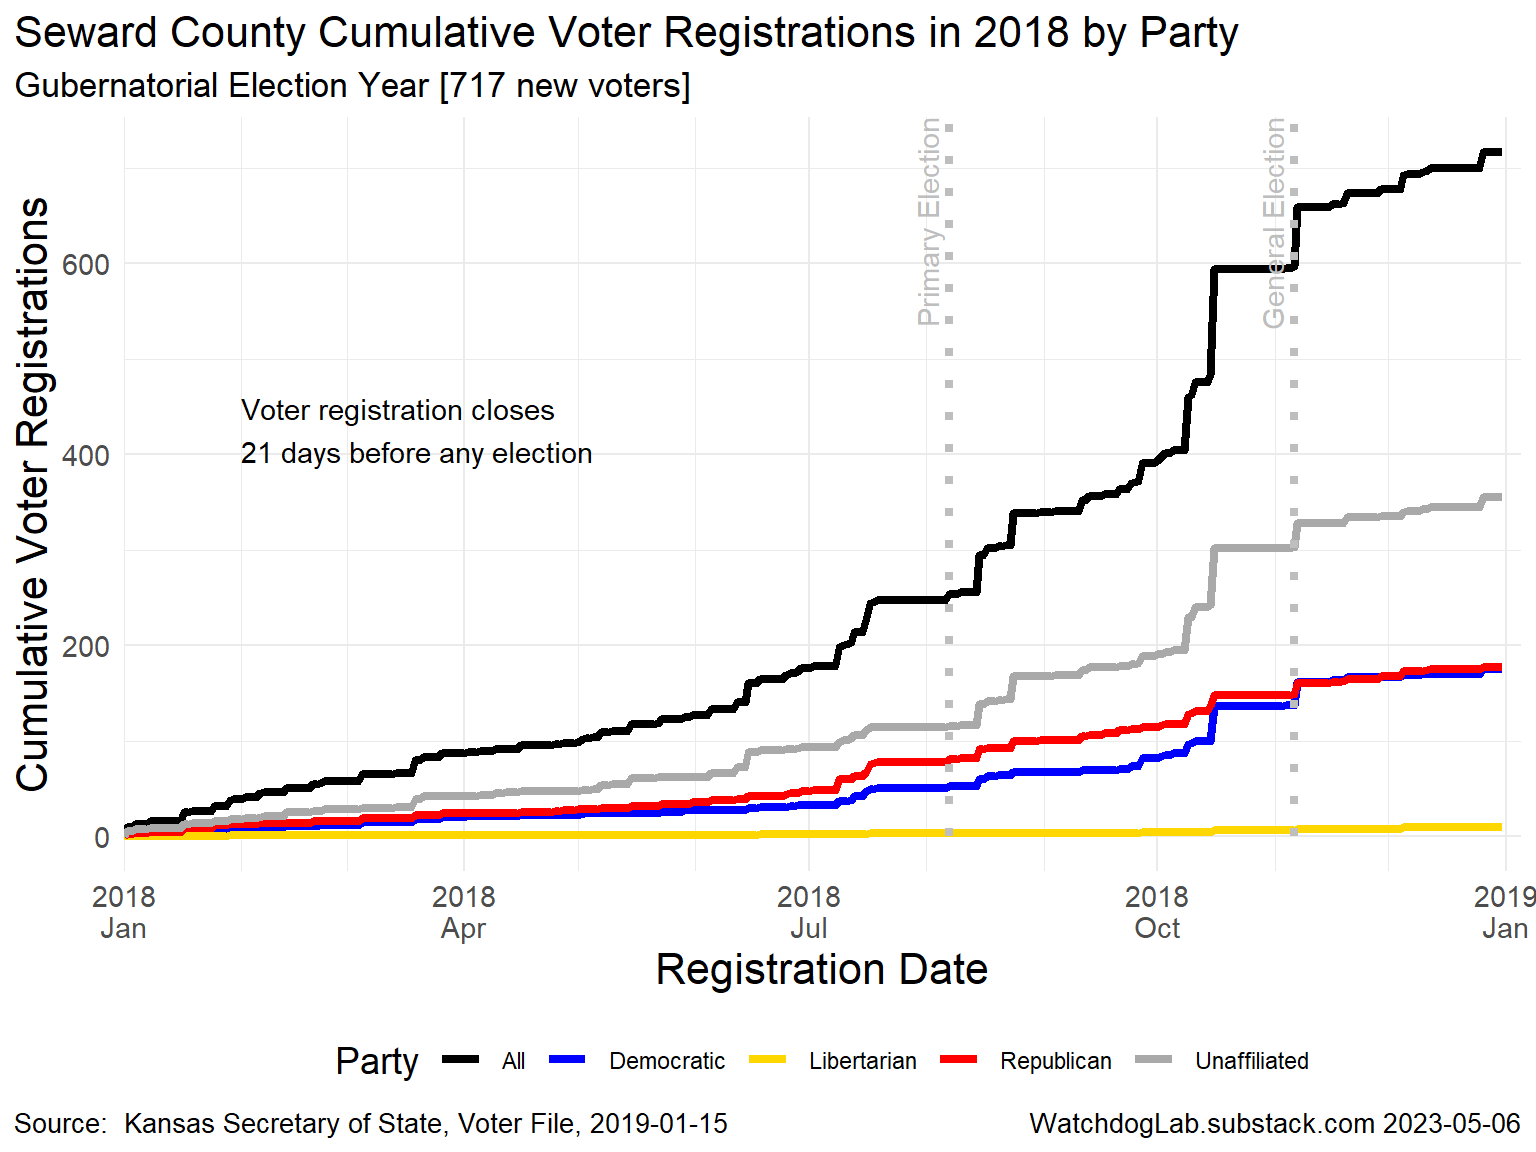 Seward County Cumulative Voter Registrations in 2018 by Party
Gubernatorial Election Year [717 new voters]
Cumulative Voter Registrations
600
400
200
0
Primary Election
General Election
Voter registration closes
21 days before any election
2018
Jan
2018
Apr
2018
Jul
2018
Oct
2019
Jan
Registration Date
Party
All
Democratic
Libertarian
Republican
Unaffiliated
Source:  Kansas Secretary of State, Voter File, 2019-01-15
WatchdogLab.substack.com 2023-05-06